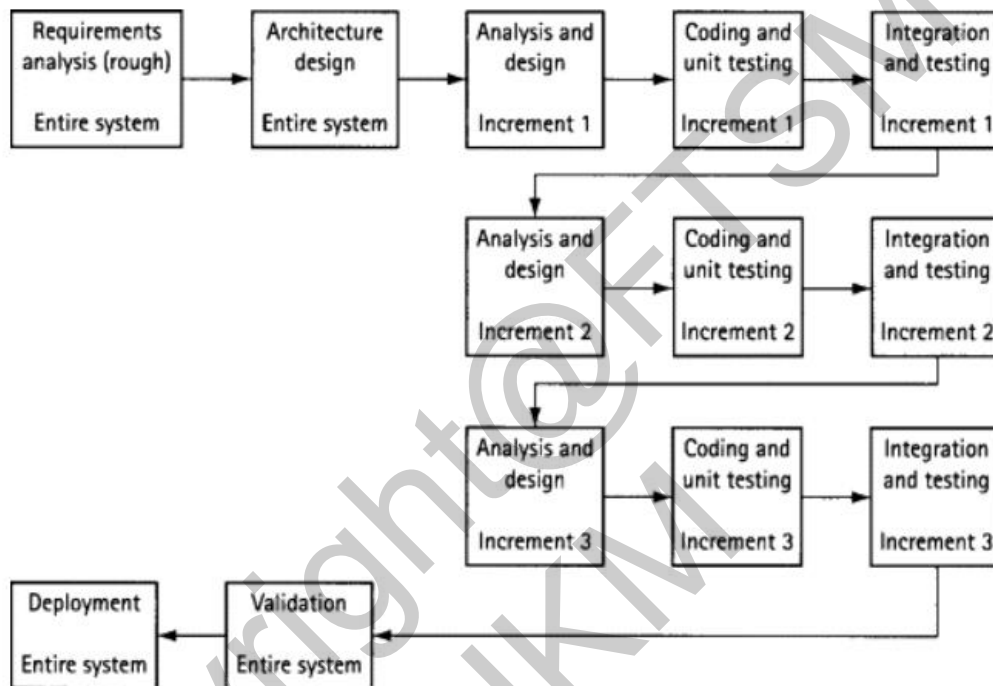 Requirements
analysis (rough)
Entire system
Architecture
design
Entire system
Analysis and
design
Increment 1
Coding and
unit testing
Increment 1
Integration
and testing
Increment 1
Analysis and
design
Increment 2
Coding and
unit testing
Increment 2
Integration
and testing
Increment 2
Analysis and
design
Increment 3
Coding and
unit testing
Increment 3
Integration
and testing
Increment 3
Deployment
Entire system
Validation
Entire system